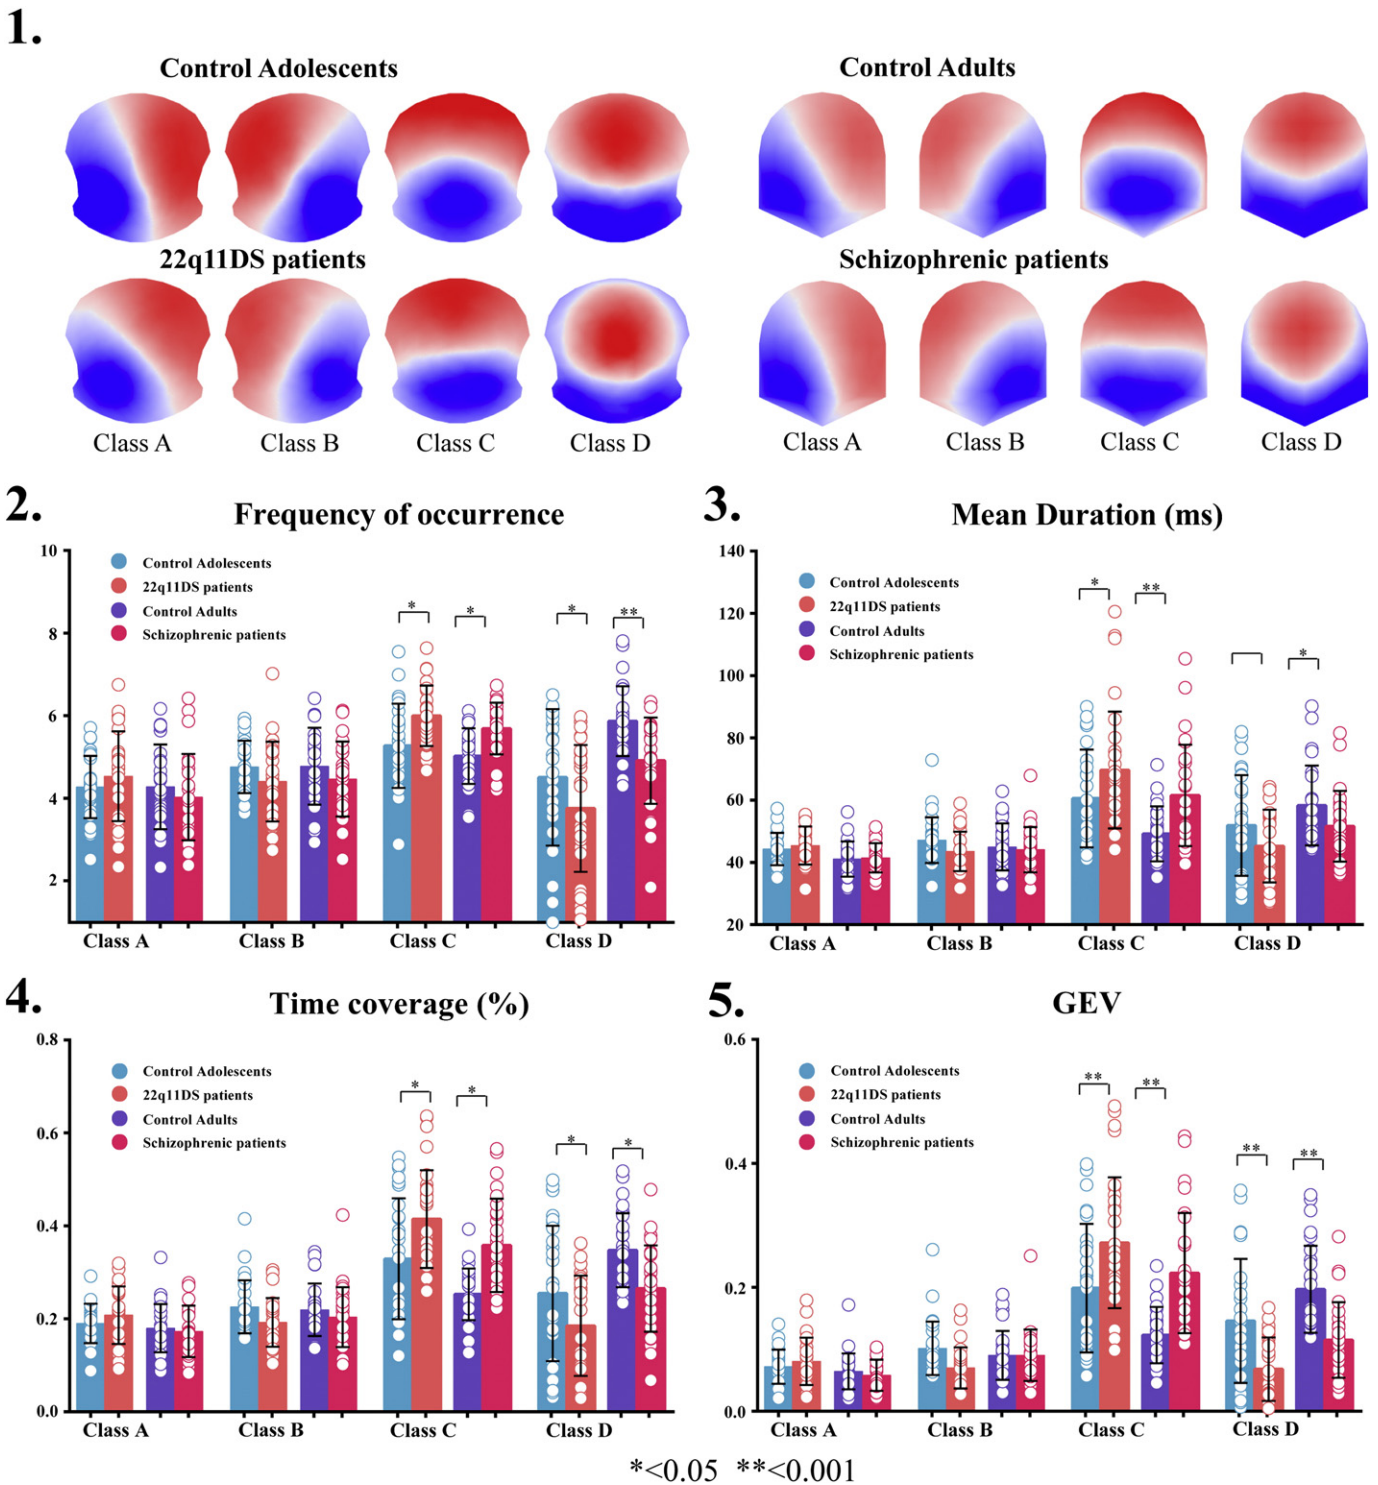 1.
Control Adolescents
Control Adults
22q11DS patients
Schizophrenic patients
Class A Class B Class C Class D
Class A Class B Class C Class D
2.
Frequency of occurrence
10
8
6
4
2
Control Adolescents
22q11DS patients
Control Adults
Schizophrenic patients
* * * **
Class A Class B Class C Class D
3.
Mean Duration (ms)
140
120
100
80
60
40
20
Control Adolescents
22q11DS patients
Control Adults
Schizophrenic patients
* ** *
Class A Class B Class C Class D
4.
Time coverage (%)
0.8
0.6
0.4
0.2
0.0
Control Adolescents
22q11DS patients
Control Adults
Schizophrenic patients
* * * *
Class A Class B Class C Class D
5.
GEV
0.6
0.4
0.2
0.0
Control Adolescents
22q11DS patients
Control Adults
Schizophrenic patients
** ** ** **
Class A Class B Class C Class D
*<0.05 **<0.001